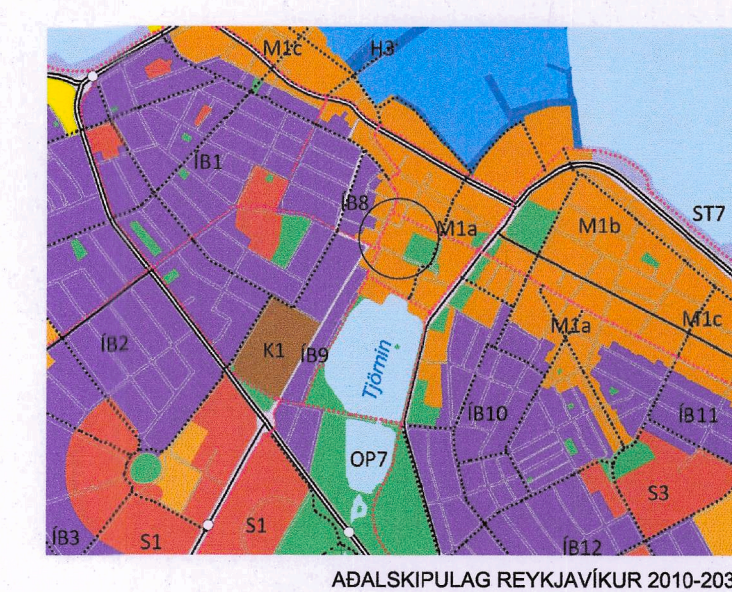 M1c
H3
ÍB1
ÍB8
M1a
M1b
ST7
M1a
M1c
ÍB2
K1
ÍB9
Tjörnin
ÍB10
ÍB11
OP7
S3
ÍB3
S1
S1
ÍB12
AÐALSKIPULAG REYKJAVÍKUR 2010-203